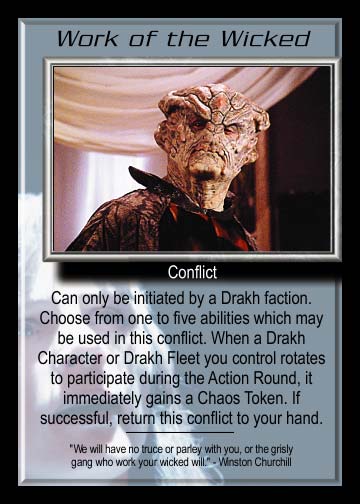 Work of the Wicked
Conflict
Can only be initiated by a Drakh faction.
Choose from one to five abilities which may
be used in this conflict. When a Drakh
Character or Drakh Fleet you control rotates
to participate during the Action Round, it
immediately gains a Chaos Token. If
successful, return this conflict to your hand.
"We will have no truce or parley with you, or the grisly
gang who work your wicked will." - Winston Churchill